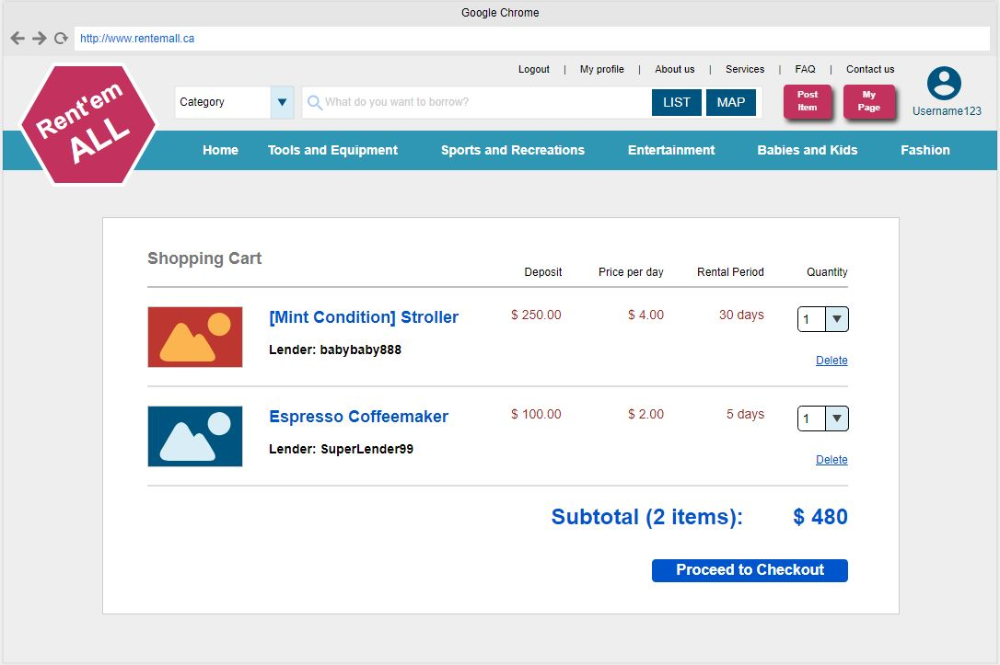 Google Chrome
http://www.rentemall.ca
Logout | My profile | About us | Services | FAQ | Contact us
Rent'em
ALL
Category
What do you want to borrow?
LIST
MAP
Post
Item
My
Page
Username123
Home Tools and Equipment Sports and Recreations Entertainment Babies and Kids Fashion
Shopping Cart
Deposit Price per day Rental Period Quantity
[Mint Condition] Stroller $ 250.00 $ 4.00 30 days 1
Lender: babybaby888
Delete
Espresso Coffeemaker $ 100.00 $ 2.00 5 days 1
Lender: SuperLender99
Delete
Subtotal (2 items): $ 480
Proceed to Checkout